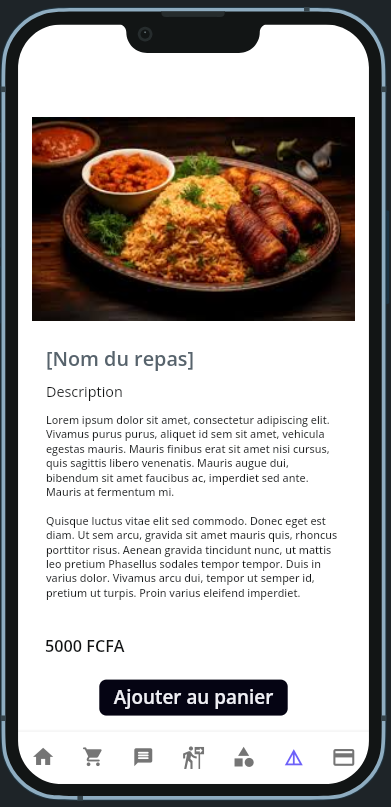 [Nom du repas]
Description
Lorem ipsum dolor sit amet, consectetur adipiscing elit.
Vivamus purus purus, aliquet id sem sit amet, vehicula
egestas mauris. Mauris finibus erat sit amet nisi cursus,
quis sagittis libero venenatis. Mauris augue dui,
bibendum sit amet faucibus ac, imperdiet sed ante.
Mauris at fermentum mi.
Quisque luctus vitae elit sed commodo. Donec eget est
diam. Ut sem arcu, gravida sit amet mauris quis, rhoncus
porttitor risus. Aenean gravida tincidunt nunc, ut mattis
leo pretium Phasellus sodales tempor tempor. Duis in
varius dolor. Vivamus arcu dui, tempor ut semper id,
pretium ut turpis. Proin varius eleifend imperdiet.
5000 FCFA
Ajouter au panier